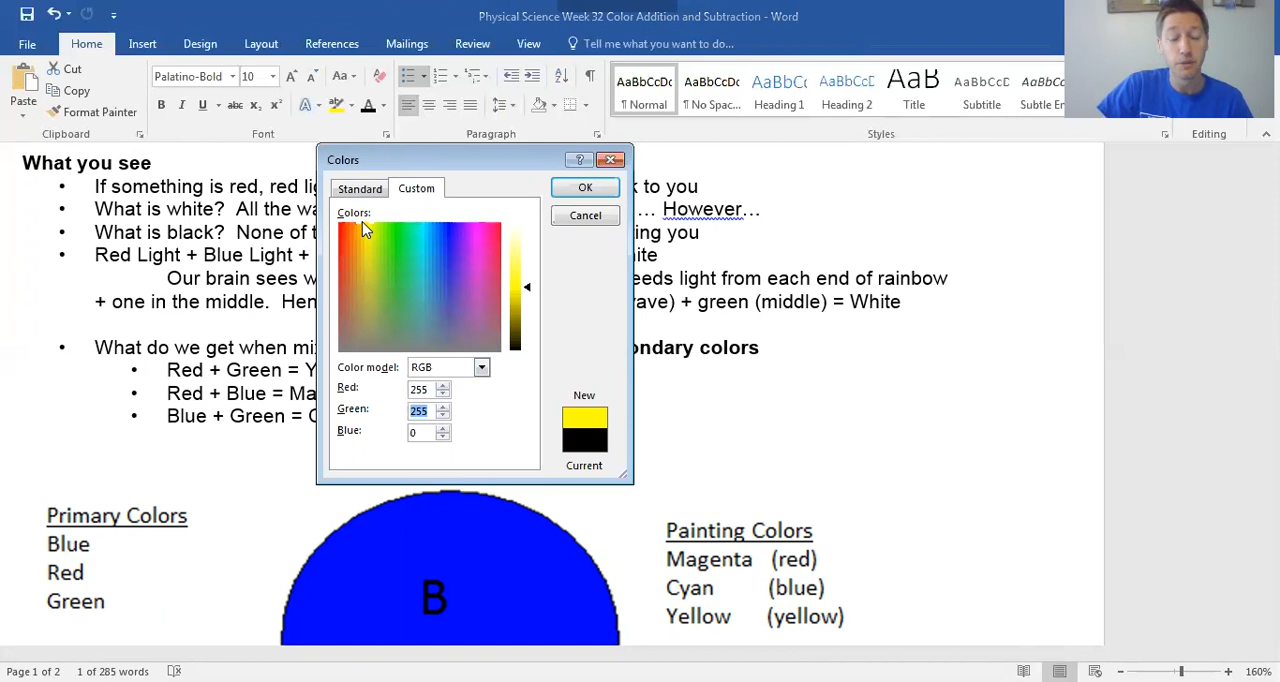 Physical Science Week 32 Color Addition and Subtraction - Word
File Home Insert Design Layout References Mailings Review View Tell me what you want to do...
Paste
Cut
Copy
Format Painter
Palatino-Bold 10
AaBbCcDc AaBbCcDc AaBbCc AaBbCcD AaB AaBbCcD AaBbCc
¶ Normal ¶ No Spac... Heading 1 Heading 2 Title Subtitle Subtle En
Clipboard Font Paragraph Styles Editing
What you see
• If something is red, red li k to you
• What is white? All the wa … However…
• What is black? None of t ting you
• Red Light + Blue Light + ite
Our brain sees w eeds light from each end of rainbow
+ one in the middle. Hen vave) + green (middle) = White
• What do we get when mi ondary colors
• Red + Green = Y
• Red + Blue = Ma
• Blue + Green = C
Colors
Standard Custom
OK
Cancel
Colors:
Color model: RGB
Red: 255
Green: 255
Blue: 0
New
Current
Primary Colors
Blue
Red
Green
B
Painting Colors
Magenta (red)
Cyan (blue)
Yellow (yellow)
Page 1 of 2 1 of 285 words
160%